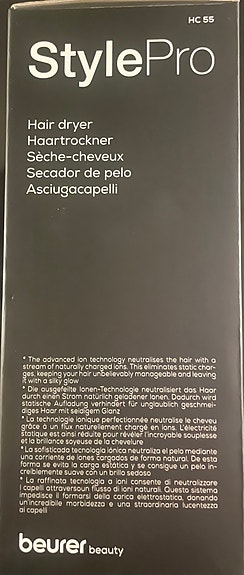 HC 55
StylePro
Hair dryer
Haartrockner
Sèche-cheveux
Secador de pelo
Asciugacapelli
* The advanced ion technology neutralises the hair with a
stream of naturally charged ions. This eliminates static char-
ges, keeping your hair unbelievably manageable and leaving
it with a silky glow
* Die ausgefeilte Ionen-Technologie neutralisiert das Haar
durch einen Strom natürlich geladener Ionen. Dadurch wird
statische Aufladung verhindert für unglaublich geschmei-
diges Haar mit seidigem Glanz
* La technologie ionique perfectionnée neutralise le cheveu
grâce à un flux naturellement chargé en ions. L'électricité
statique est ainsi réduite pour révéler l'incroyable souplesse
et la brillance soyeuse de la chevelure
* La sofisticada tecnología iónica neutraliza el pelo mediante
una corriente de iones cargados de forma natural. De esta
forma se evita la carga estática y se consigue un pelo in-
creíblemente suave con un brillo sedoso
* La raffinata tecnologia a ioni consente di neutralizzare
i capelli attraverso un flusso di ioni naturali. Questo sistema
impedisce il formarsi della carica elettrostatica, donando
un'incredibile morbidezza e una straordinaria lucentezza
ai capelli
beurer beauty